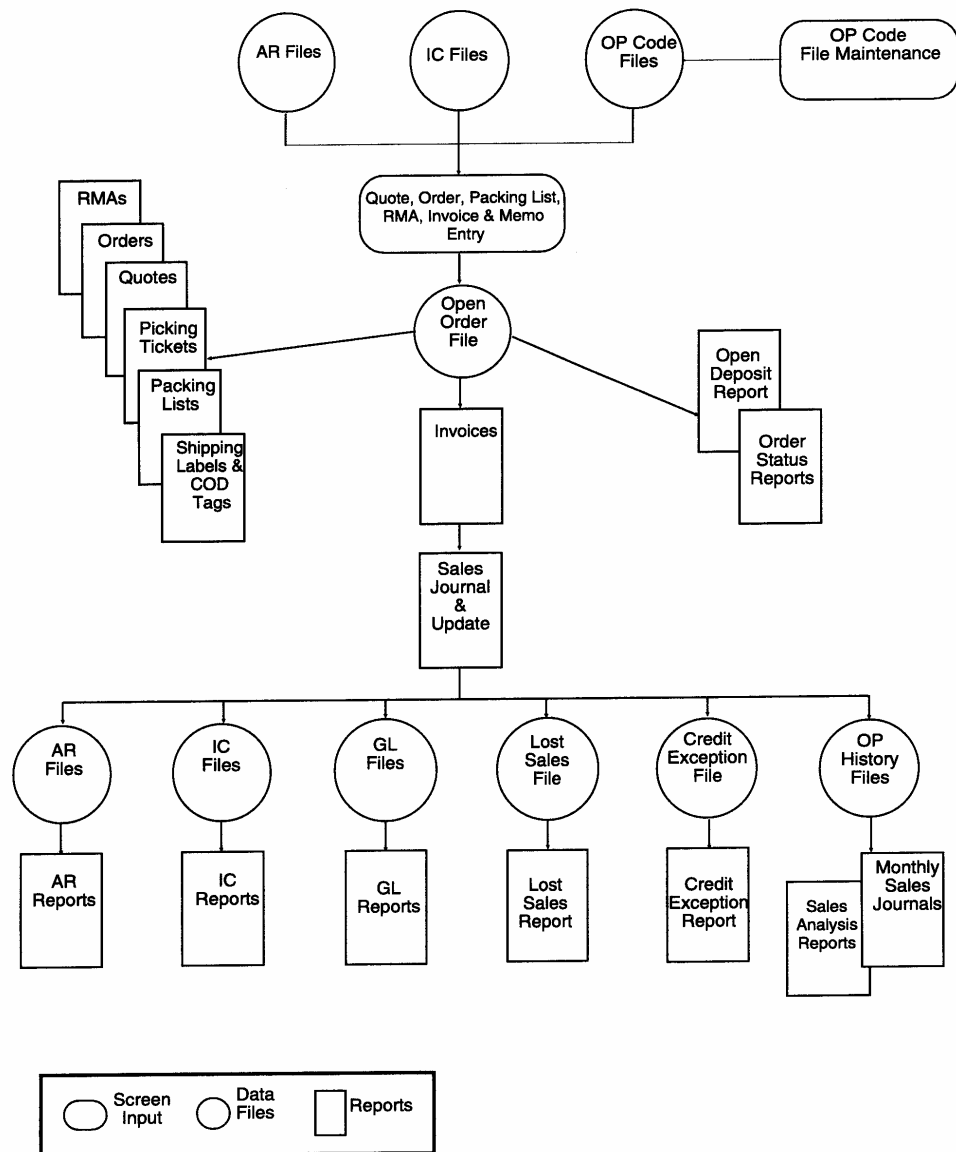 AR Files
IC Files
OP Code
Files
OP Code
File Maintenance
Quote, Order, Packing List,
RMA, Invoice & Memo
Entry
RMAs
Orders
Quotes
Picking
Tickets
Packing
Lists
Shipping
Labels &
COD
Tags
Open
Order
File
Open
Deposit
Report
Order
Status
Reports
Invoices
Sales
Journal
&
Update
AR
Files
IC
Files
GL
Files
Lost
Sales
File
Credit
Exception
File
OP
History
Files
AR
Reports
IC
Reports
GL
Reports
Lost
Sales
Report
Credit
Exception
Report
Sales
Analysis
Reports
Monthly
Sales
Journals
Screen
Input
Data
Files
Reports